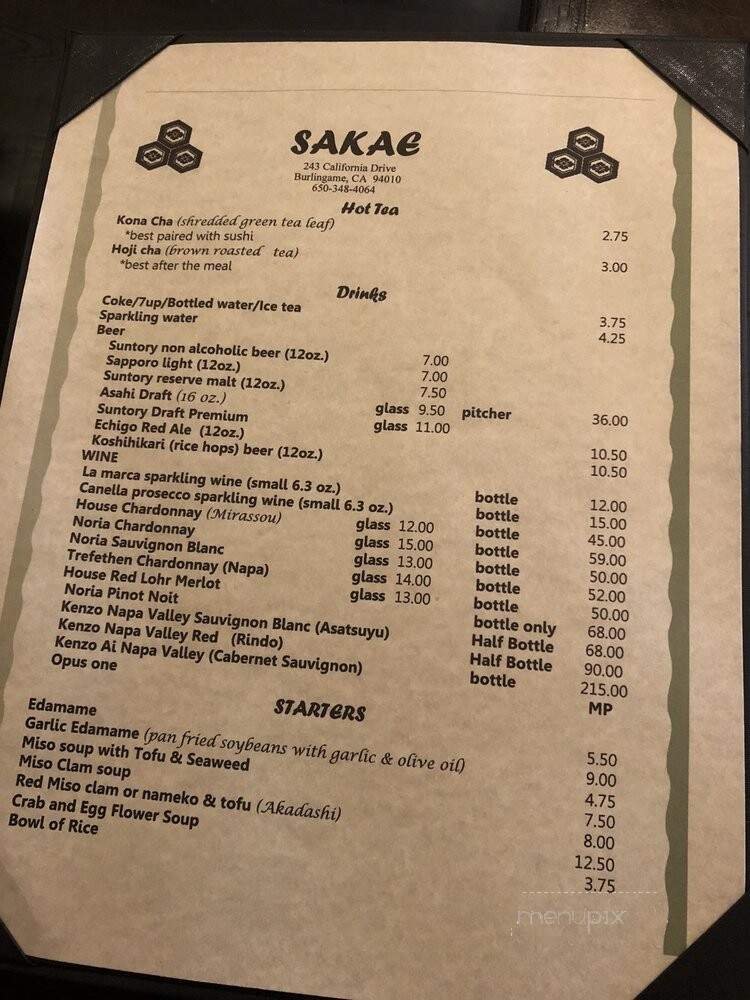 SAKAE
243 California Drive
Burlingame, CA 94010
650-348-4064
Hot Tea
Kona Cha (shredded green tea leaf) 2.75
*best paired with sushi
Hoji cha (brown roasted tea) 3.00
*best after the meal
Drinks
Coke/7up/Bottled water/Ice tea 3.75
Sparkling water 4.25
Beer
Suntory non alcoholic beer (12oz.) 7.00
Sapporo light (12oz.) 7.00
Suntory reserve malt (12oz.) 7.50
Asahi Draft (16 oz.) glass 9.50 pitcher 36.00
Suntory Draft Premium glass 11.00
Echigo Red Ale (12oz.) 10.50
Koshihikari (rice hops) beer (12oz.) 10.50
WINE
La marca sparkling wine (small 6.3 oz.) bottle 12.00
Canella prosecco sparkling wine (small 6.3 oz.) bottle 15.00
House Chardonnay (Mirassou) glass 12.00 bottle 45.00
Noria Chardonnay glass 15.00 bottle 59.00
Noria Sauvignon Blanc glass 13.00 bottle 50.00
Trefethen Chardonnay (Napa) glass 14.00 bottle 52.00
House Red Lohr Merlot glass 13.00 bottle 50.00
Noria Pinot Noit bottle only 68.00
Kenzo Napa Valley Sauvignon Blanc (Asatsuyu) Half Bottle 68.00
Kenzo Napa Valley Red (Rindo) Half Bottle 90.00
Kenzo Ai Napa Valley (Cabernet Sauvignon) bottle 215.00
Opus one MP
STARTERS
Edamame 5.50
Garlic Edamame (pan fried soybeans with garlic & olive oil) 9.00
Miso soup with Tofu & Seaweed 4.75
Miso Clam soup 7.50
Red Miso clam or nameko & tofu (Akadashi) 8.00
Crab and Egg Flower Soup 12.50
Bowl of Rice 3.75
menupix